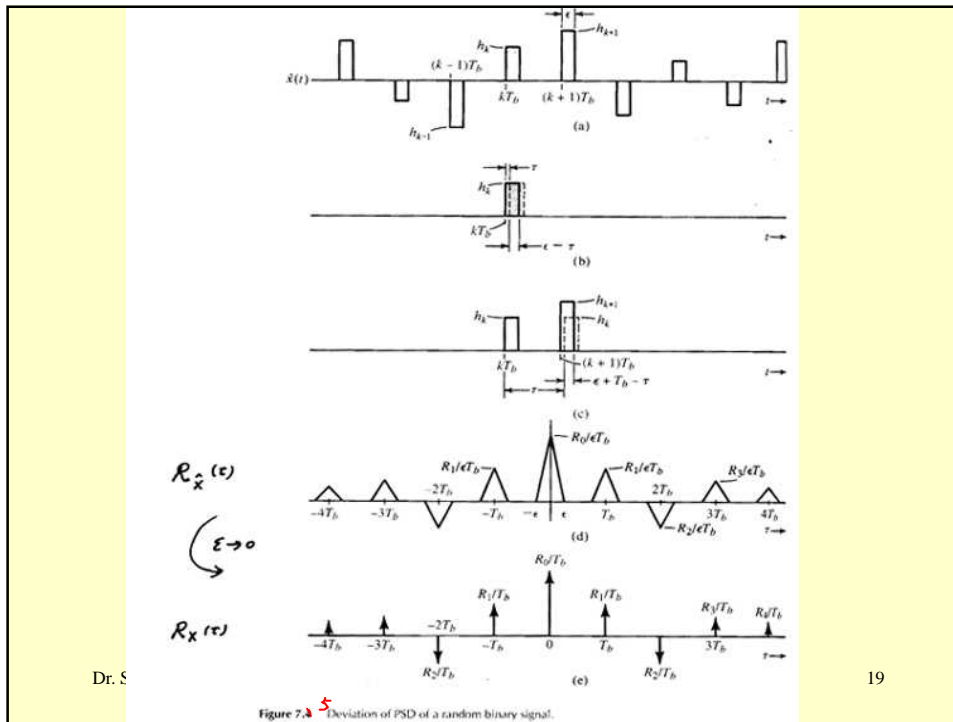 ϵ
h_{k+1}
h_k
(k − 1)T_b
x̂(t)
kT_b
(k + 1)T_b
t→
h_{k−1}
(a)
τ
h_k
kT_b
t→
ϵ − τ
(b)
h_{k+1}
h_k
h_k
kT_b
(k + 1)T_b
t→
ϵ + T_b − τ
τ
(c)
R_0/ϵT_b
R_x̂(τ)
R_1/ϵT_b
R_1/ϵT_b
R_3/ϵT_b
−2T_b
2T_b
−4T_b
−3T_b
−T_b
−ϵ
ϵ
T_b
3T_b
4T_b
R_2/ϵT_b
τ→
(d)
ε→0
R_0/T_b
R_1/T_b
R_1/T_b
R_3/T_b
R_4/T_b
R_x(τ)
−2T_b
−4T_b
−3T_b
−T_b
0
T_b
3T_b
τ→
R_2/T_b
R_2/T_b
(e)
Dr. S
19
Figure 7.5 Deviation of PSD of a random binary signal.